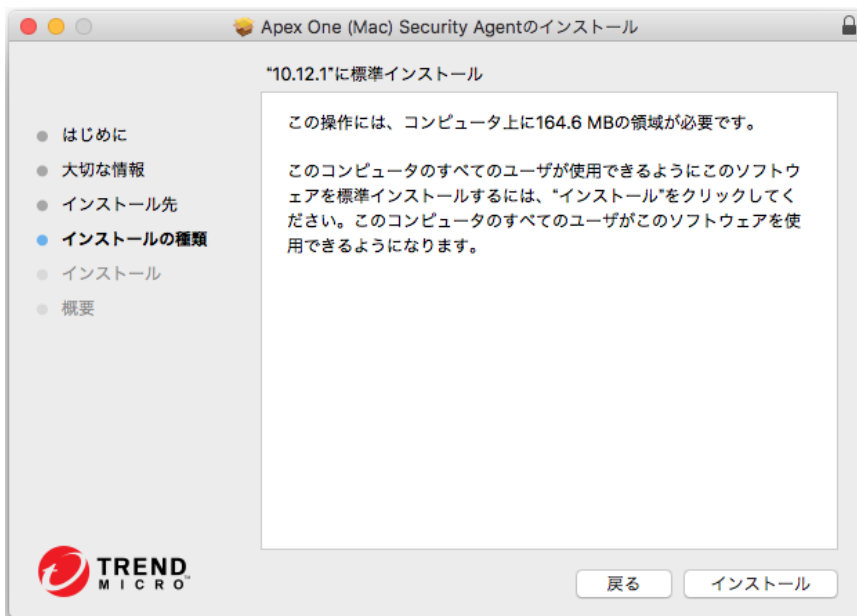 Apex One (Mac) Security Agentのインストール
“10.12.1”に標準インストール
はじめに
大切な情報
インストール先
インストールの種類
インストール
概要
この操作には、コンピュータ上に164.6 MBの領域が必要です。
このコンピュータのすべてのユーザが使用できるようにこのソフトウ
ェアを標準インストールするには、“インストール”をクリックしてく
ださい。このコンピュータのすべてのユーザがこのソフトウェアを使
用できるようになります。
TREND
MICRO™
戻る
インストール